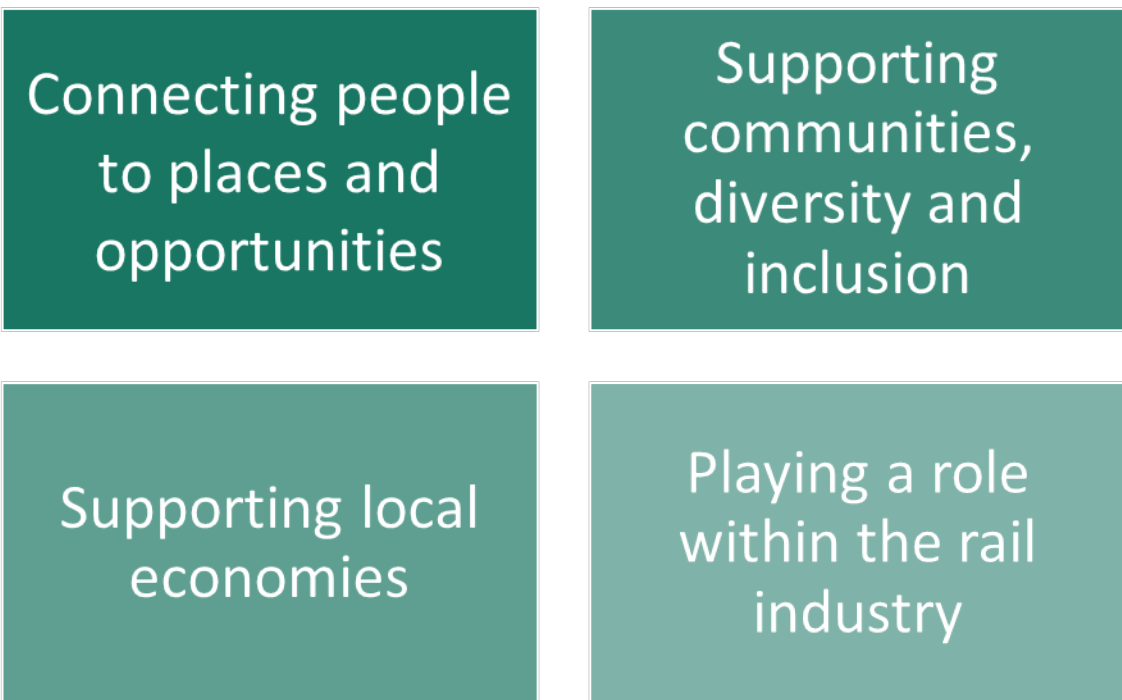 Connecting people
to places and
opportunities
Supporting
communities,
diversity and
inclusion
Supporting local
economies
Playing a role
within the rail
industry